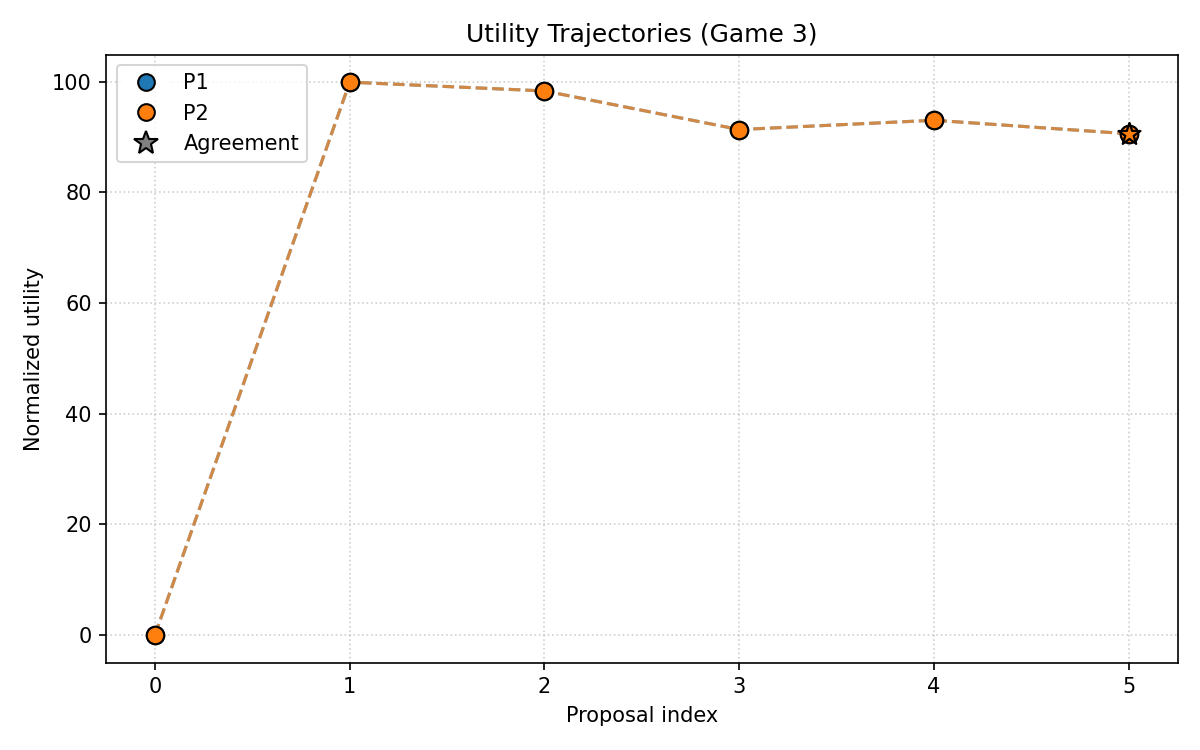 Utility Trajectories (Game 3)
P1
P2
Agreement
100
80
60
40
20
0
Normalized utility
0 1 2 3 4 5
Proposal index